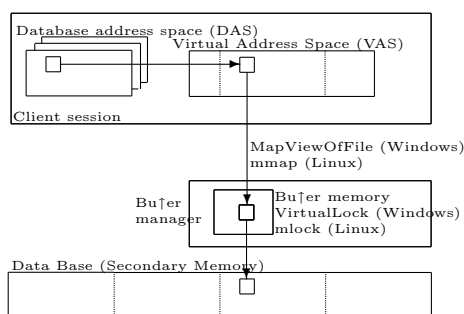 Database address space (DAS)
Virtual Address Space (VAS)
Client session
MapViewOfFile (Windows)
mmap (Linux)
Bu↑er
manager
Bu↑er memory
VirtualLock (Windows)
mlock (Linux)
Data Base (Secondary Memory)